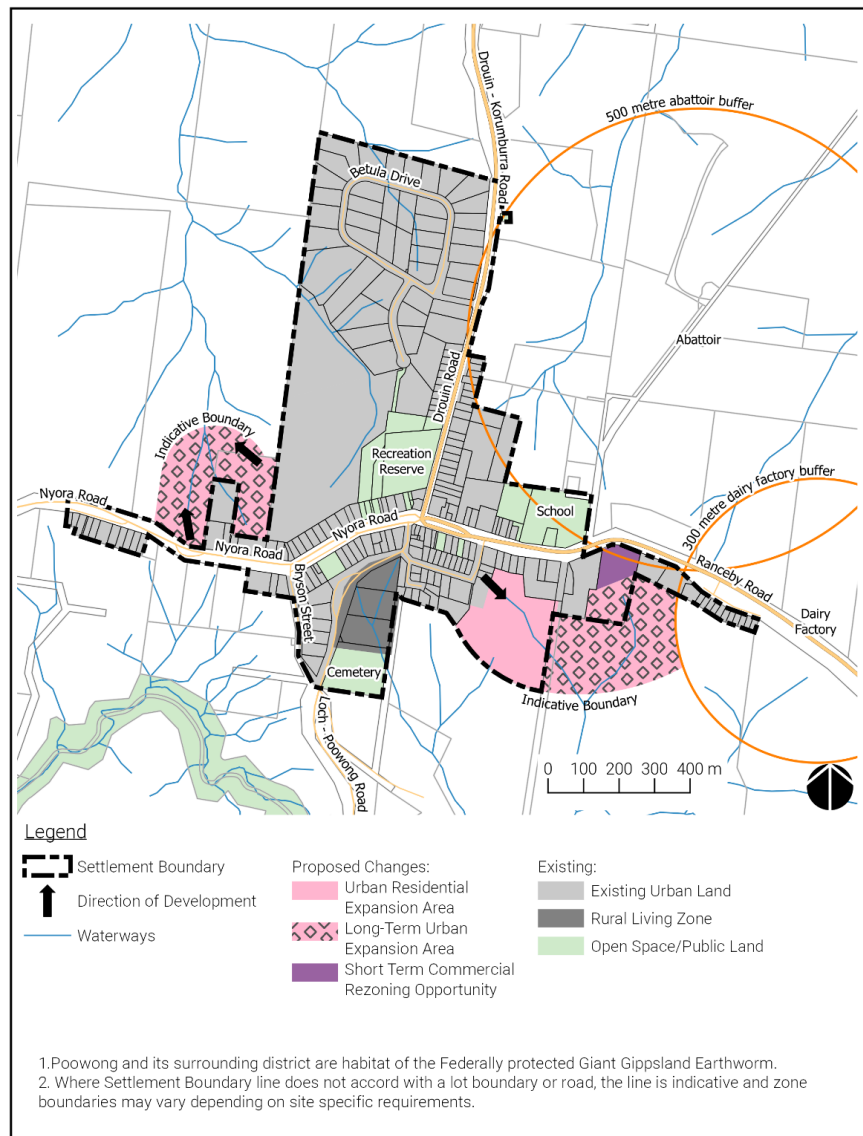 500 metre abattoir buffer
Drouin - Korumburra Road
Betula Drive
Abattoir
Drouin Road
Indicative Boundary
Recreation
Reserve
Nyora Road
School
Nyora Road
300 metre dairy factory buffer
Nyora Road
Ranceby Road
Bryson Street
Dairy
Factory
Cemetery
Indicative Boundary
Loch - Poowong Road
0 100 200 300 400 m
Legend
Settlement Boundary
Direction of Development
Waterways
Proposed Changes:
Urban Residential
Expansion Area
Long-Term Urban
Expansion Area
Short Term Commercial
Rezoning Opportunity
Existing:
Existing Urban Land
Rural Living Zone
Open Space/Public Land
1.Poowong and its surrounding district are habitat of the Federally protected Giant Gippsland Earthworm.
2. Where Settlement Boundary line does not accord with a lot boundary or road, the line is indicative and zone
boundaries may vary depending on site specific requirements.